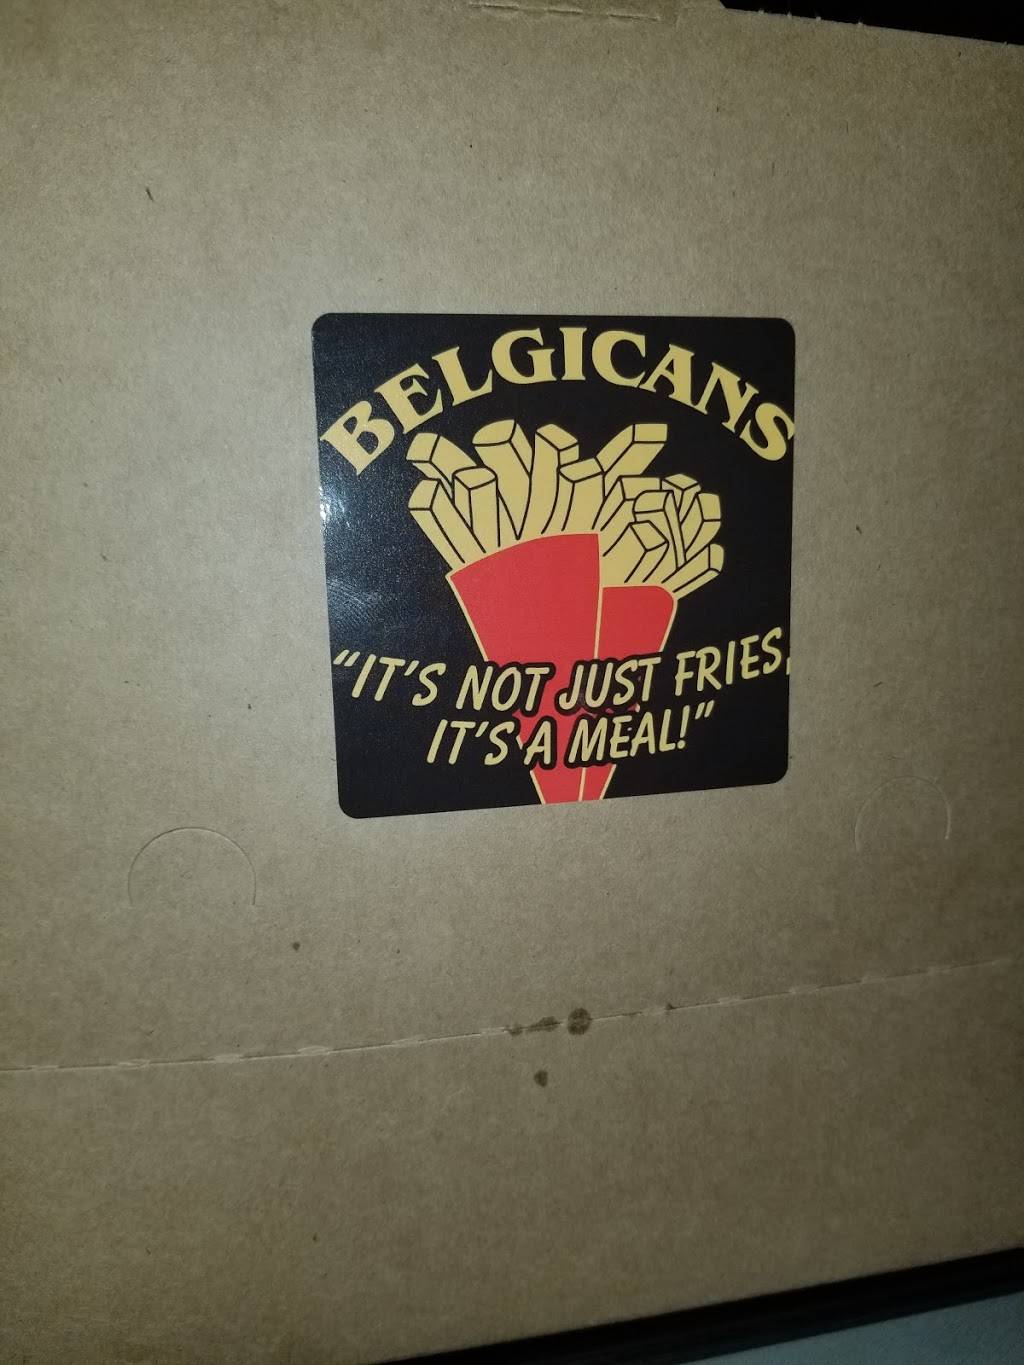 BELGICANS
“IT'S NOT JUST FRIES.
IT'S A MEAL!”